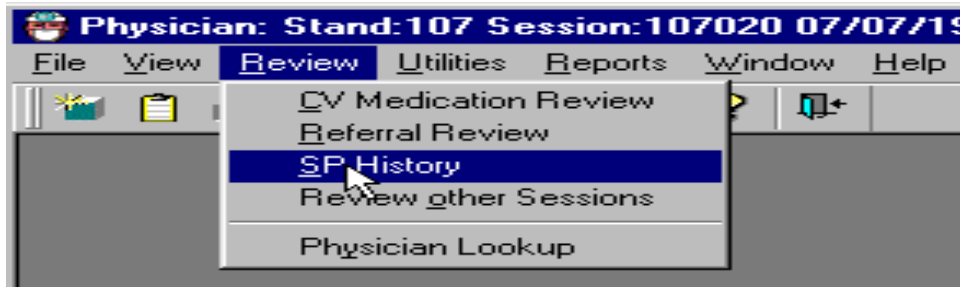 Physician: Stand:107 Session:107020 07/07/19
File View Review Utilities Reports Window Help
CV Medication Review
Referral Review
SP History
Review other Sessions
Physician Lookup